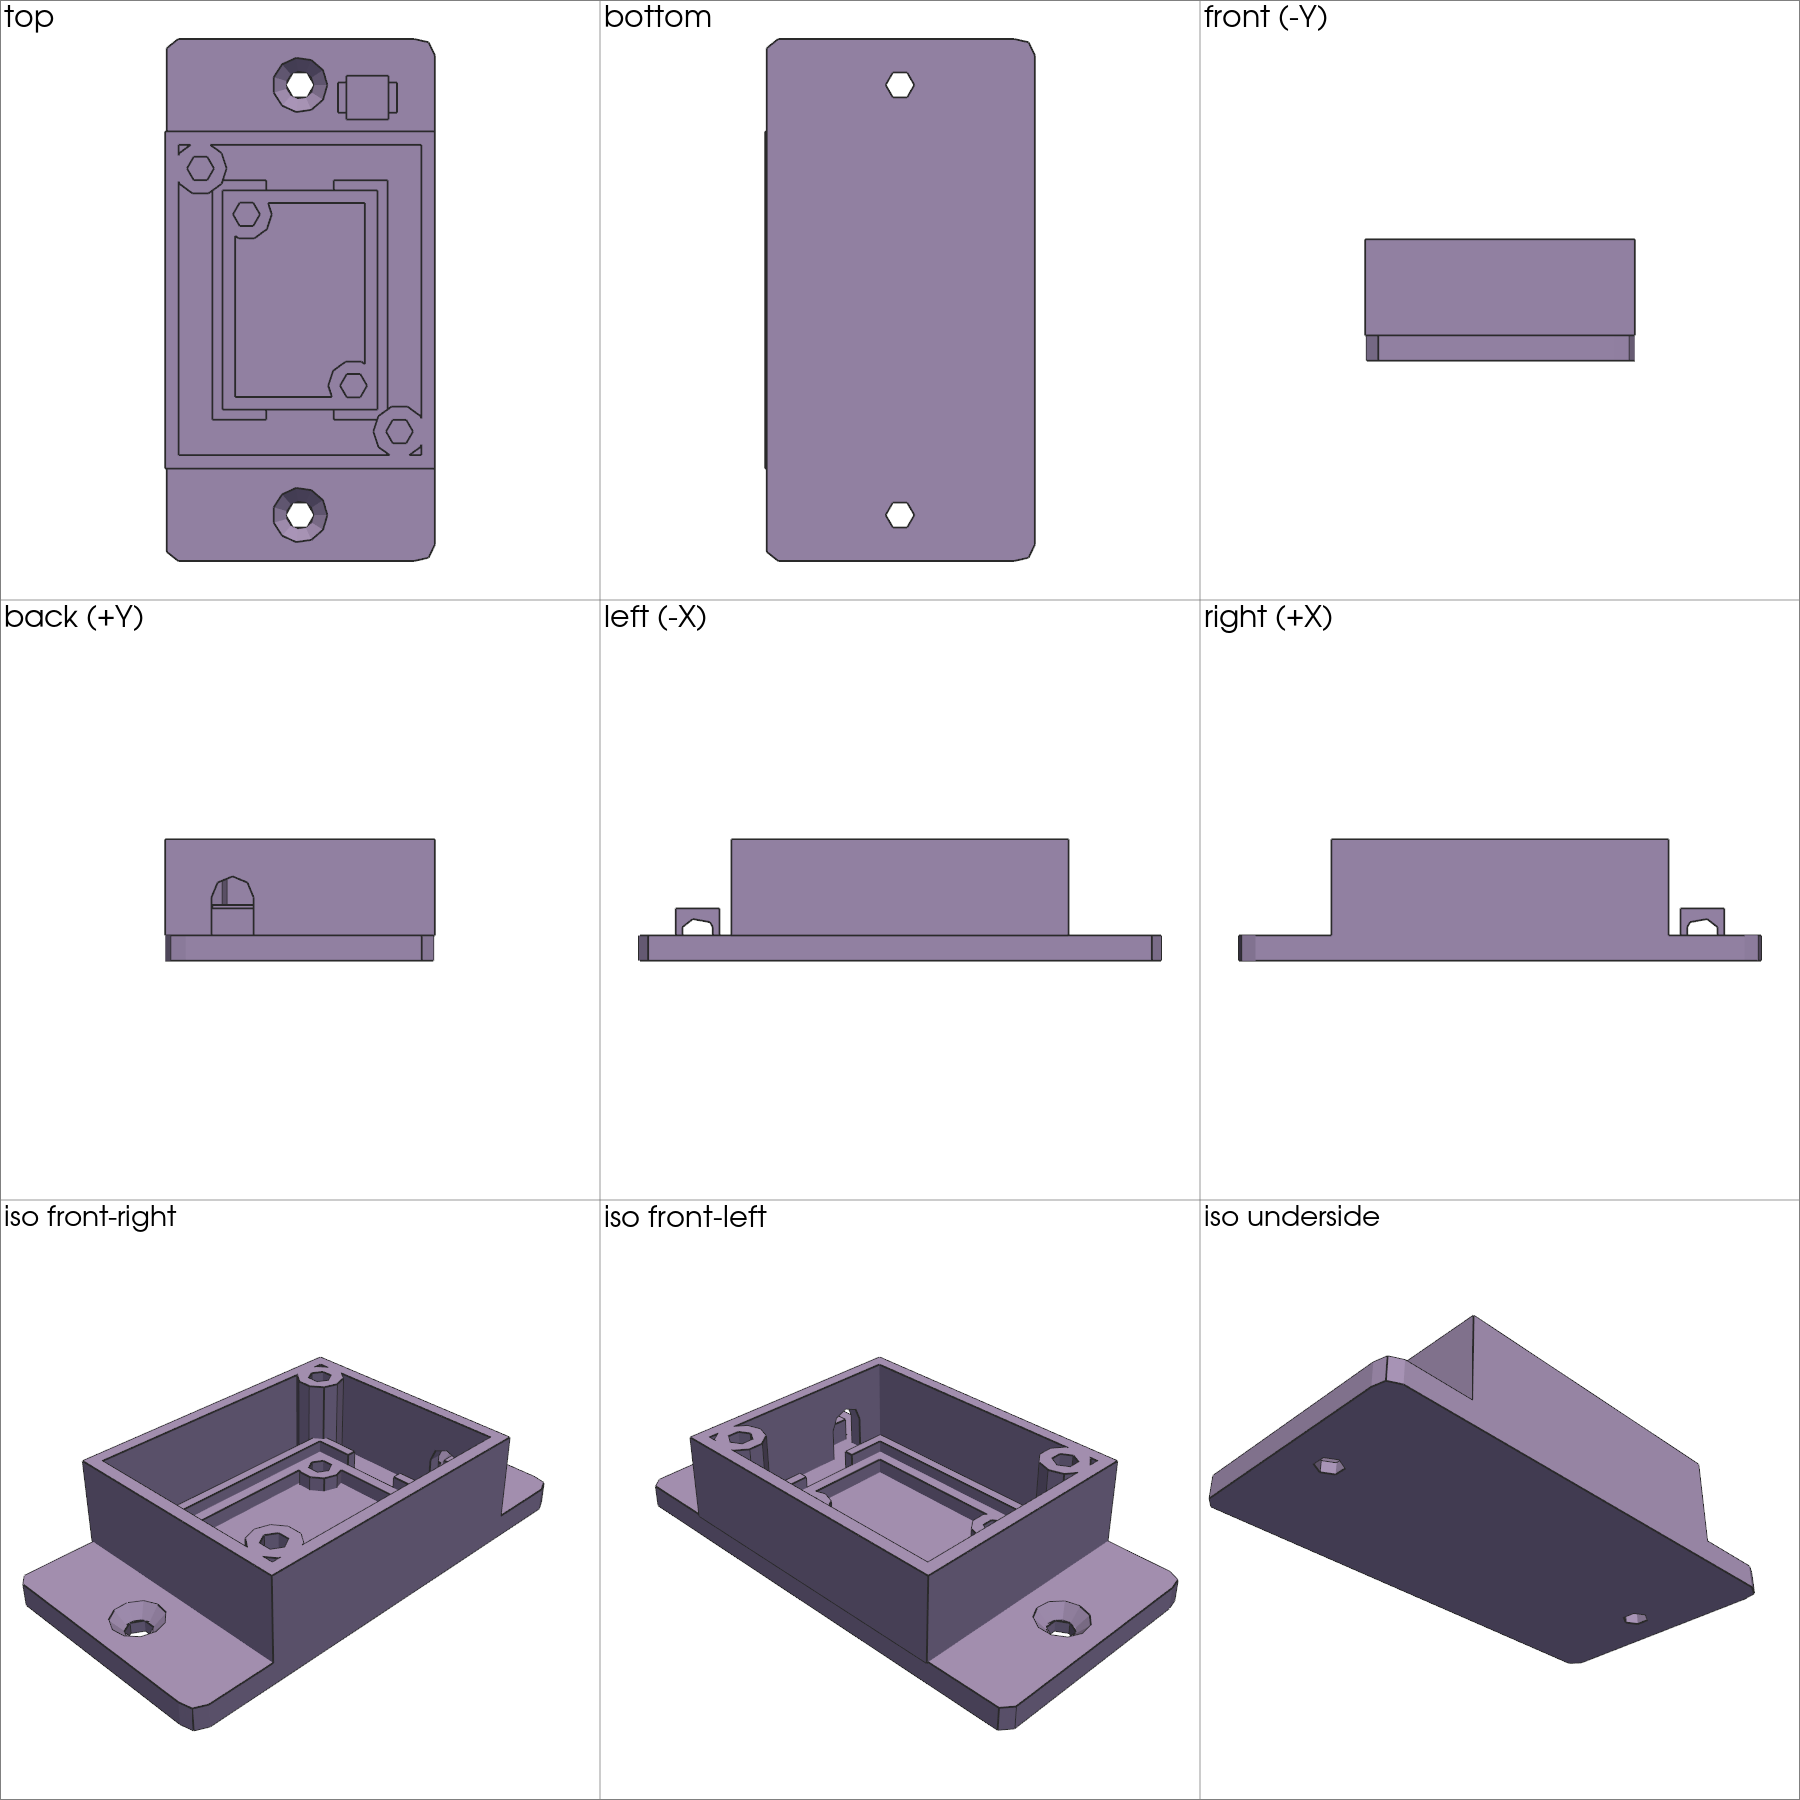 top
bottom
front (-Y)
back (+Y)
left (-X)
right (+X)
iso front-right
iso front-left
iso underside